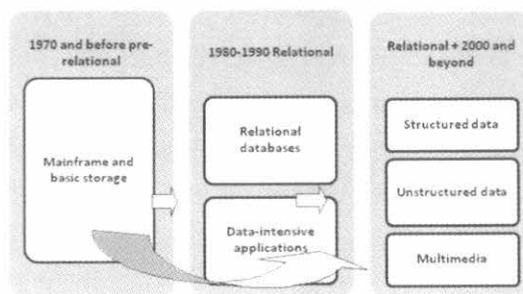 1970 and before pre-
relational
Mainframe and
basic storage
1980-1990 Relational
Relational
databases
Data-intensive
applications
Relational + 2000 and
beyond
Structured data
Unstructured data
Multimedia